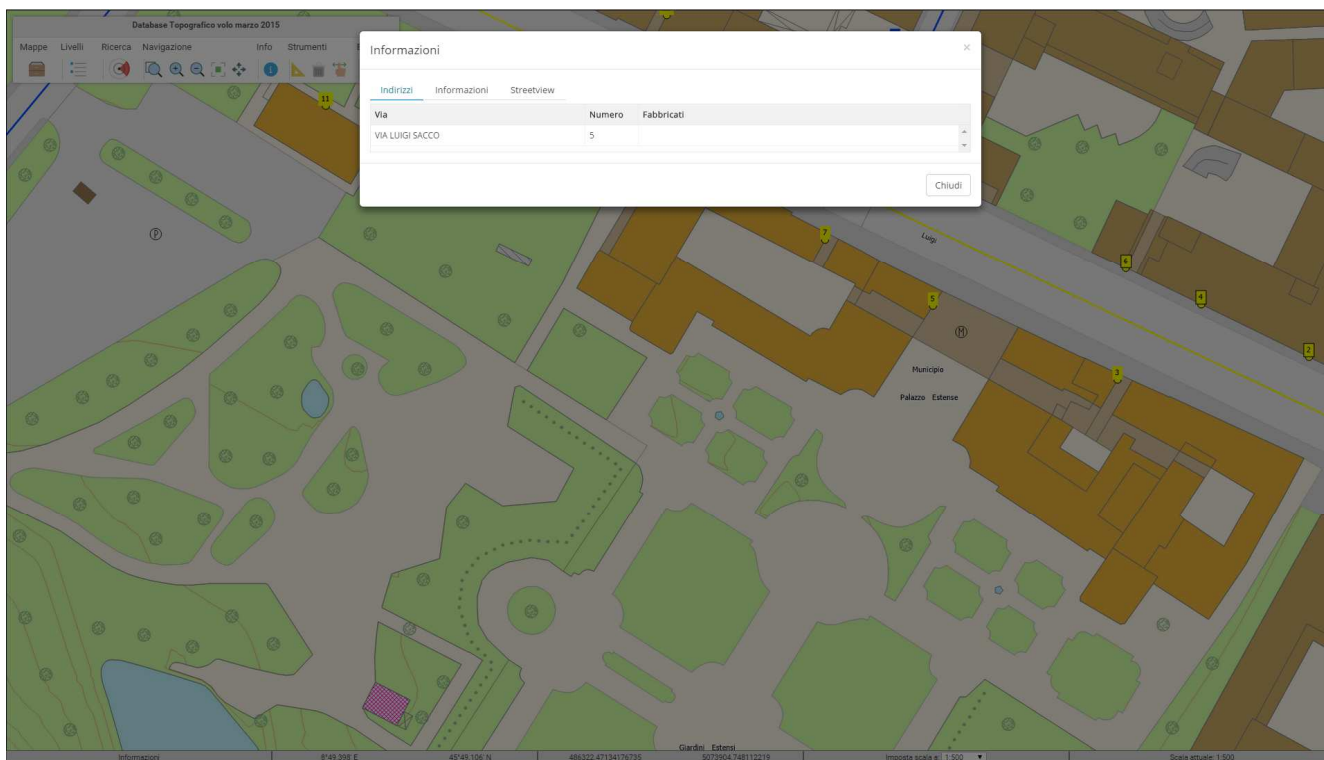 Database Topografico volo marzo 2015
Mappe Livelli Ricerca Navigazione Info Strumenti
Informazioni ×
Indirizzi Informazioni Streetview
Via Numero Fabbricati
VIA LUIGI SACCO 5
Chiudi
11
P
7
Luigi
6
5
4
M
2
Municipio
3
Palazzo Estense
Giardini Estensi
Informazioni 8°49.398' E 45°49.106' N 486322.47134176735 5073904.748112219 Imposta scala a: 1:500 Scala attuale: 1:500